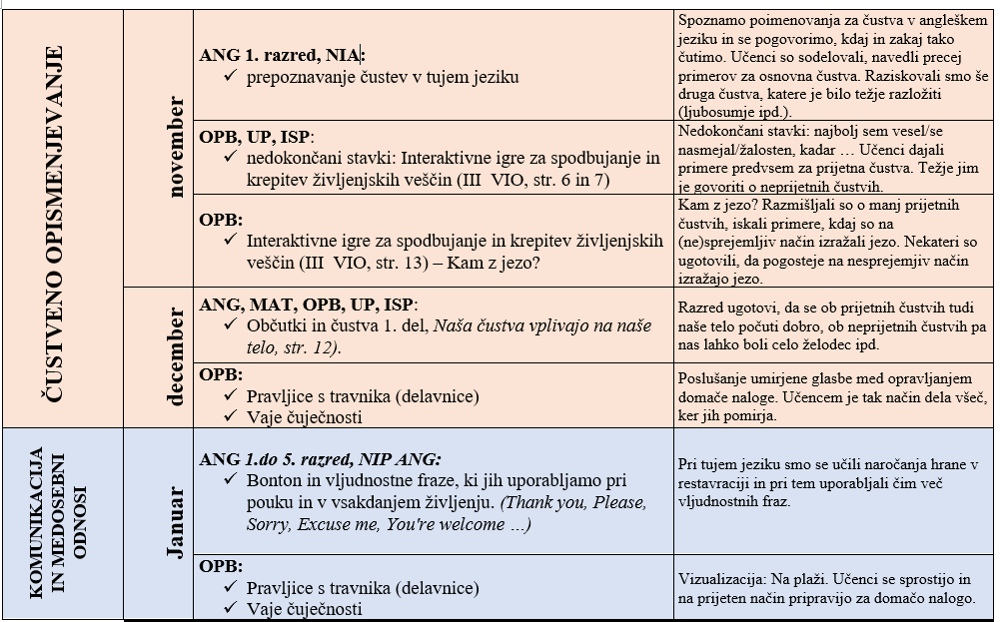 ČUSTVENO OPISMENJEVANJE
november
ANG 1. razred, NIA:
✓ prepoznavanje čustev v tujem jeziku
Spoznamo poimenovanja za čustva v angleškem
jeziku in se pogovorimo, kdaj in zakaj tako
čutimo. Učenci so sodelovali, navedli precej
primerov za osnovna čustva. Raziskovali smo še
druga čustva, katere je bilo težje razložiti
(ljubosumje ipd.).
OPB, UP, ISP:
✓ nedokončani stavki: Interaktivne igre za spodbujanje in
krepitev življenjskih veščin (III VIO, str. 6 in 7)
Nedokončani stavki: najbolj sem vesel/se
nasmejal/žalosten, kadar … Učenci dajali
primere predvsem za prijetna čustva. Težje jim
je govoriti o neprijetnih čustvih.
OPB:
✓ Interaktivne igre za spodbujanje in krepitev življenjskih
veščin (III VIO, str. 13) – Kam z jezo?
Kam z jezo? Razmišljali so o manj prijetnih
čustvih, iskali primere, kdaj so na
(ne)sprejemljiv način izražali jezo. Nekateri so
ugotovili, da pogosteje na nesprejemjiv način
izražajo jezo.
december
ANG, MAT, OPB, UP, ISP:
✓ Občutki in čustva 1. del, Naša čustva vplivajo na naše
telo, str. 12).
Razred ugotovi, da se ob prijetnih čustvih tudi
naše telo počuti dobro, ob neprijetnih čustvih pa
nas lahko boli celo želodec ipd.
OPB:
✓ Pravljice s travnika (delavnice)
✓ Vaje čuječnosti
Poslušanje umirjene glasbe med opravljanjem
domače naloge. Učencem je tak način dela všeč,
ker jih pomirja.
KOMUNIKACIJA
IN MEDOSEBNI
ODNOSI
Januar
ANG 1.do 5. razred, NIP ANG:
✓ Bonton in vljudnostne fraze, ki jih uporabljamo pri
pouku in v vsakdanjem življenju. (Thank you, Please,
Sorry, Excuse me, You're welcome …)
Pri tujem jeziku smo se učili naročanja hrane v
restavraciji in pri tem uporabljali čim več
vljudnostnih fraz.
OPB:
✓ Pravljice s travnika (delavnice)
✓ Vaje čuječnosti
Vizualizacija: Na plaži. Učenci se sprostijo in
na prijeten način pripravijo za domačo nalogo.